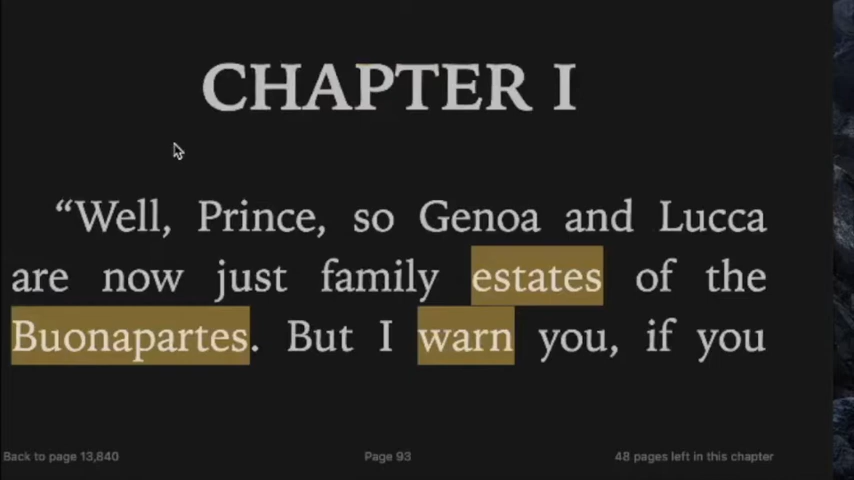 CHAPTER I
“Well, Prince, so Genoa and Lucca
are now just family estates of the
Buonapartes. But I warn you, if you
Back to page 13,840
Page 93
48 pages left in this chapter